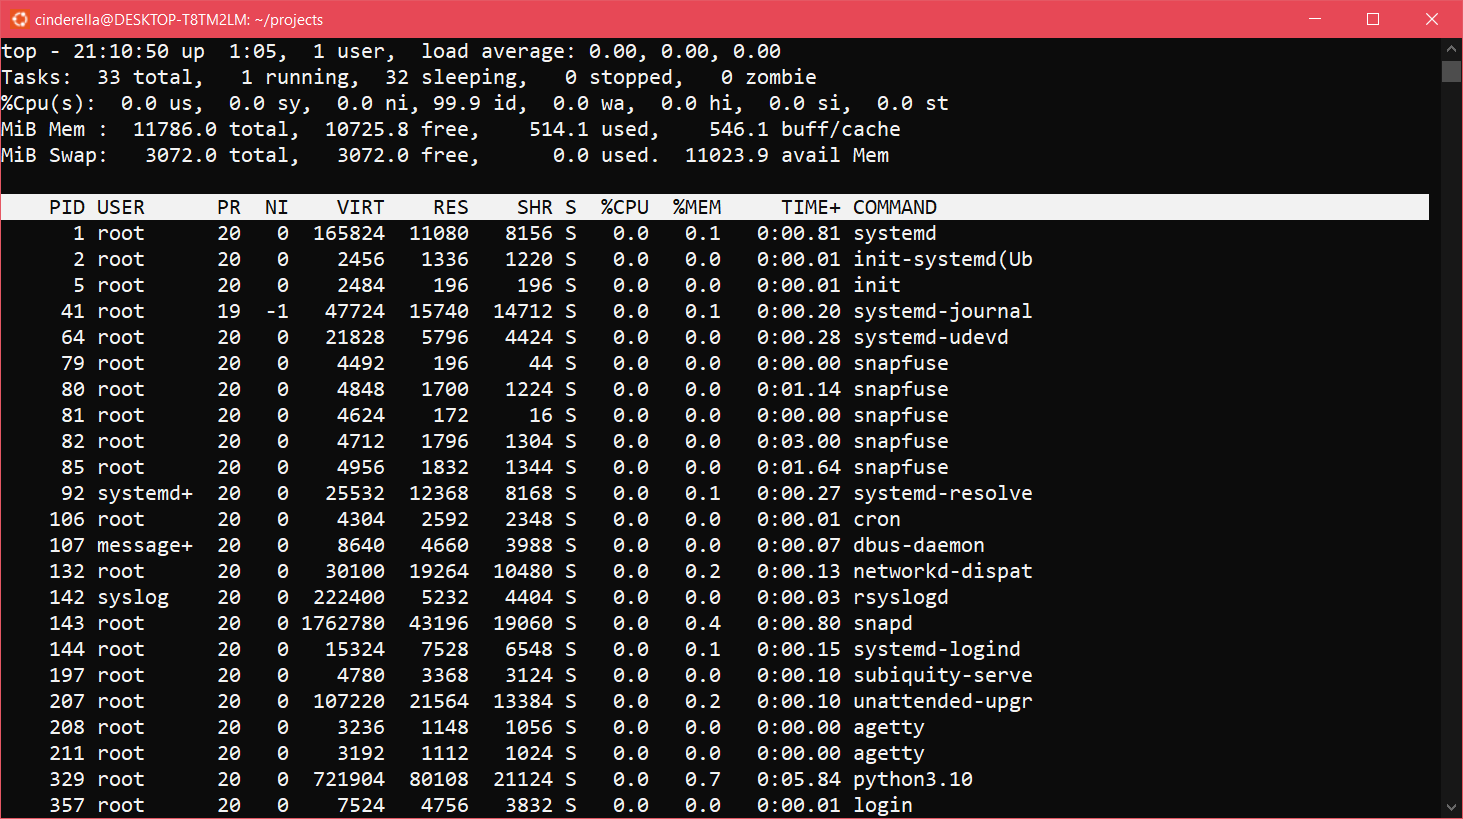 cinderella@DESKTOP-T8TM2LM: ~/projects
top - 21:10:50 up  1:05,  1 user,  load average: 0.00, 0.00, 0.00
Tasks:  33 total,   1 running,  32 sleeping,   0 stopped,   0 zombie
%Cpu(s):  0.0 us,  0.0 sy,  0.0 ni, 99.9 id,  0.0 wa,  0.0 hi,  0.0 si,  0.0 st
MiB Mem :  11786.0 total,  10725.8 free,    514.1 used,    546.1 buff/cache
MiB Swap:   3072.0 total,   3072.0 free,      0.0 used.  11023.9 avail Mem
    PID USER      PR  NI    VIRT    RES    SHR S  %CPU  %MEM     TIME+ COMMAND
      1 root      20   0  165824  11080   8156 S   0.0   0.1   0:00.81 systemd
      2 root      20   0    2456   1336   1220 S   0.0   0.0   0:00.01 init-systemd(Ub
      5 root      20   0    2484    196    196 S   0.0   0.0   0:00.01 init
     41 root      19  -1   47724  15740  14712 S   0.0   0.1   0:00.20 systemd-journal
     64 root      20   0   21828   5796   4424 S   0.0   0.0   0:00.28 systemd-udevd
     79 root      20   0    4492    196     44 S   0.0   0.0   0:00.00 snapfuse
     80 root      20   0    4848   1700   1224 S   0.0   0.0   0:01.14 snapfuse
     81 root      20   0    4624    172     16 S   0.0   0.0   0:00.00 snapfuse
     82 root      20   0    4712   1796   1304 S   0.0   0.0   0:03.00 snapfuse
     85 root      20   0    4956   1832   1344 S   0.0   0.0   0:01.64 snapfuse
     92 systemd+  20   0   25532  12368   8168 S   0.0   0.1   0:00.27 systemd-resolve
    106 root      20   0    4304   2592   2348 S   0.0   0.0   0:00.01 cron
    107 message+  20   0    8640   4660   3988 S   0.0   0.0   0:00.07 dbus-daemon
    132 root      20   0   30100  19264  10480 S   0.0   0.2   0:00.13 networkd-dispat
    142 syslog    20   0  222400   5232   4404 S   0.0   0.0   0:00.03 rsyslogd
    143 root      20   0 1762780  43196  19060 S   0.0   0.4   0:00.80 snapd
    144 root      20   0   15324   7528   6548 S   0.0   0.1   0:00.15 systemd-logind
    197 root      20   0    4780   3368   3124 S   0.0   0.0   0:00.10 subiquity-serve
    207 root      20   0  107220  21564  13384 S   0.0   0.2   0:00.10 unattended-upgr
    208 root      20   0    3236   1148   1056 S   0.0   0.0   0:00.00 agetty
    211 root      20   0    3192   1112   1024 S   0.0   0.0   0:00.00 agetty
    329 root      20   0  721904  80108  21124 S   0.0   0.7   0:05.84 python3.10
    357 root      20   0    7524   4756   3832 S   0.0   0.0   0:00.01 login